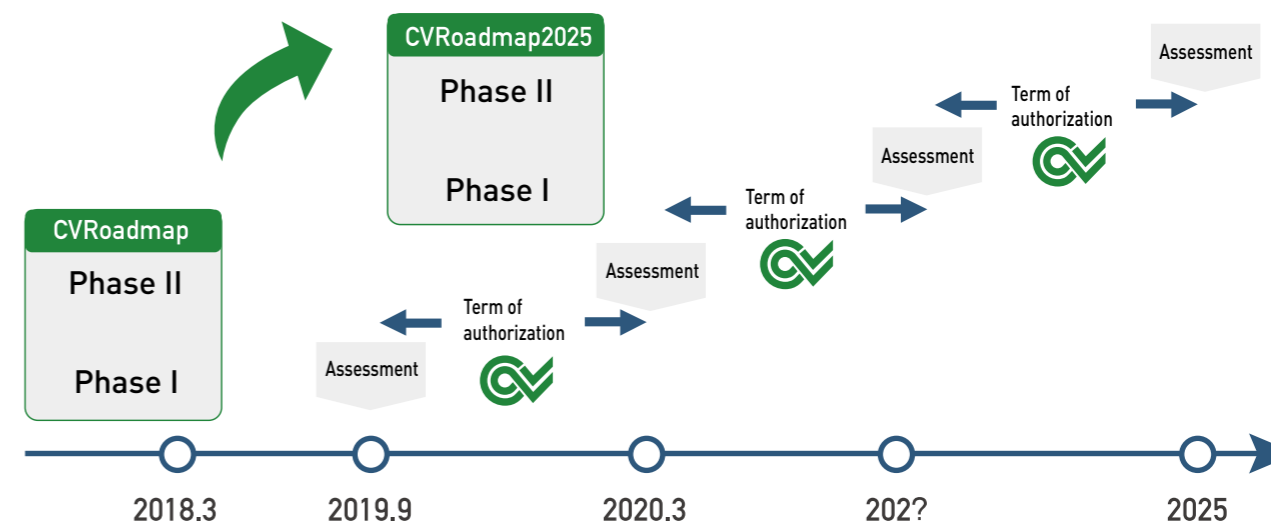 CVRoadmap2025
Phase II
Phase I
CVRoadmap
Phase II
Phase I
Assessment
Term of
authorization
Assessment
Term of
authorization
Assessment
Term of
authorization
Assessment
2018.3
2019.9
2020.3
202?
2025